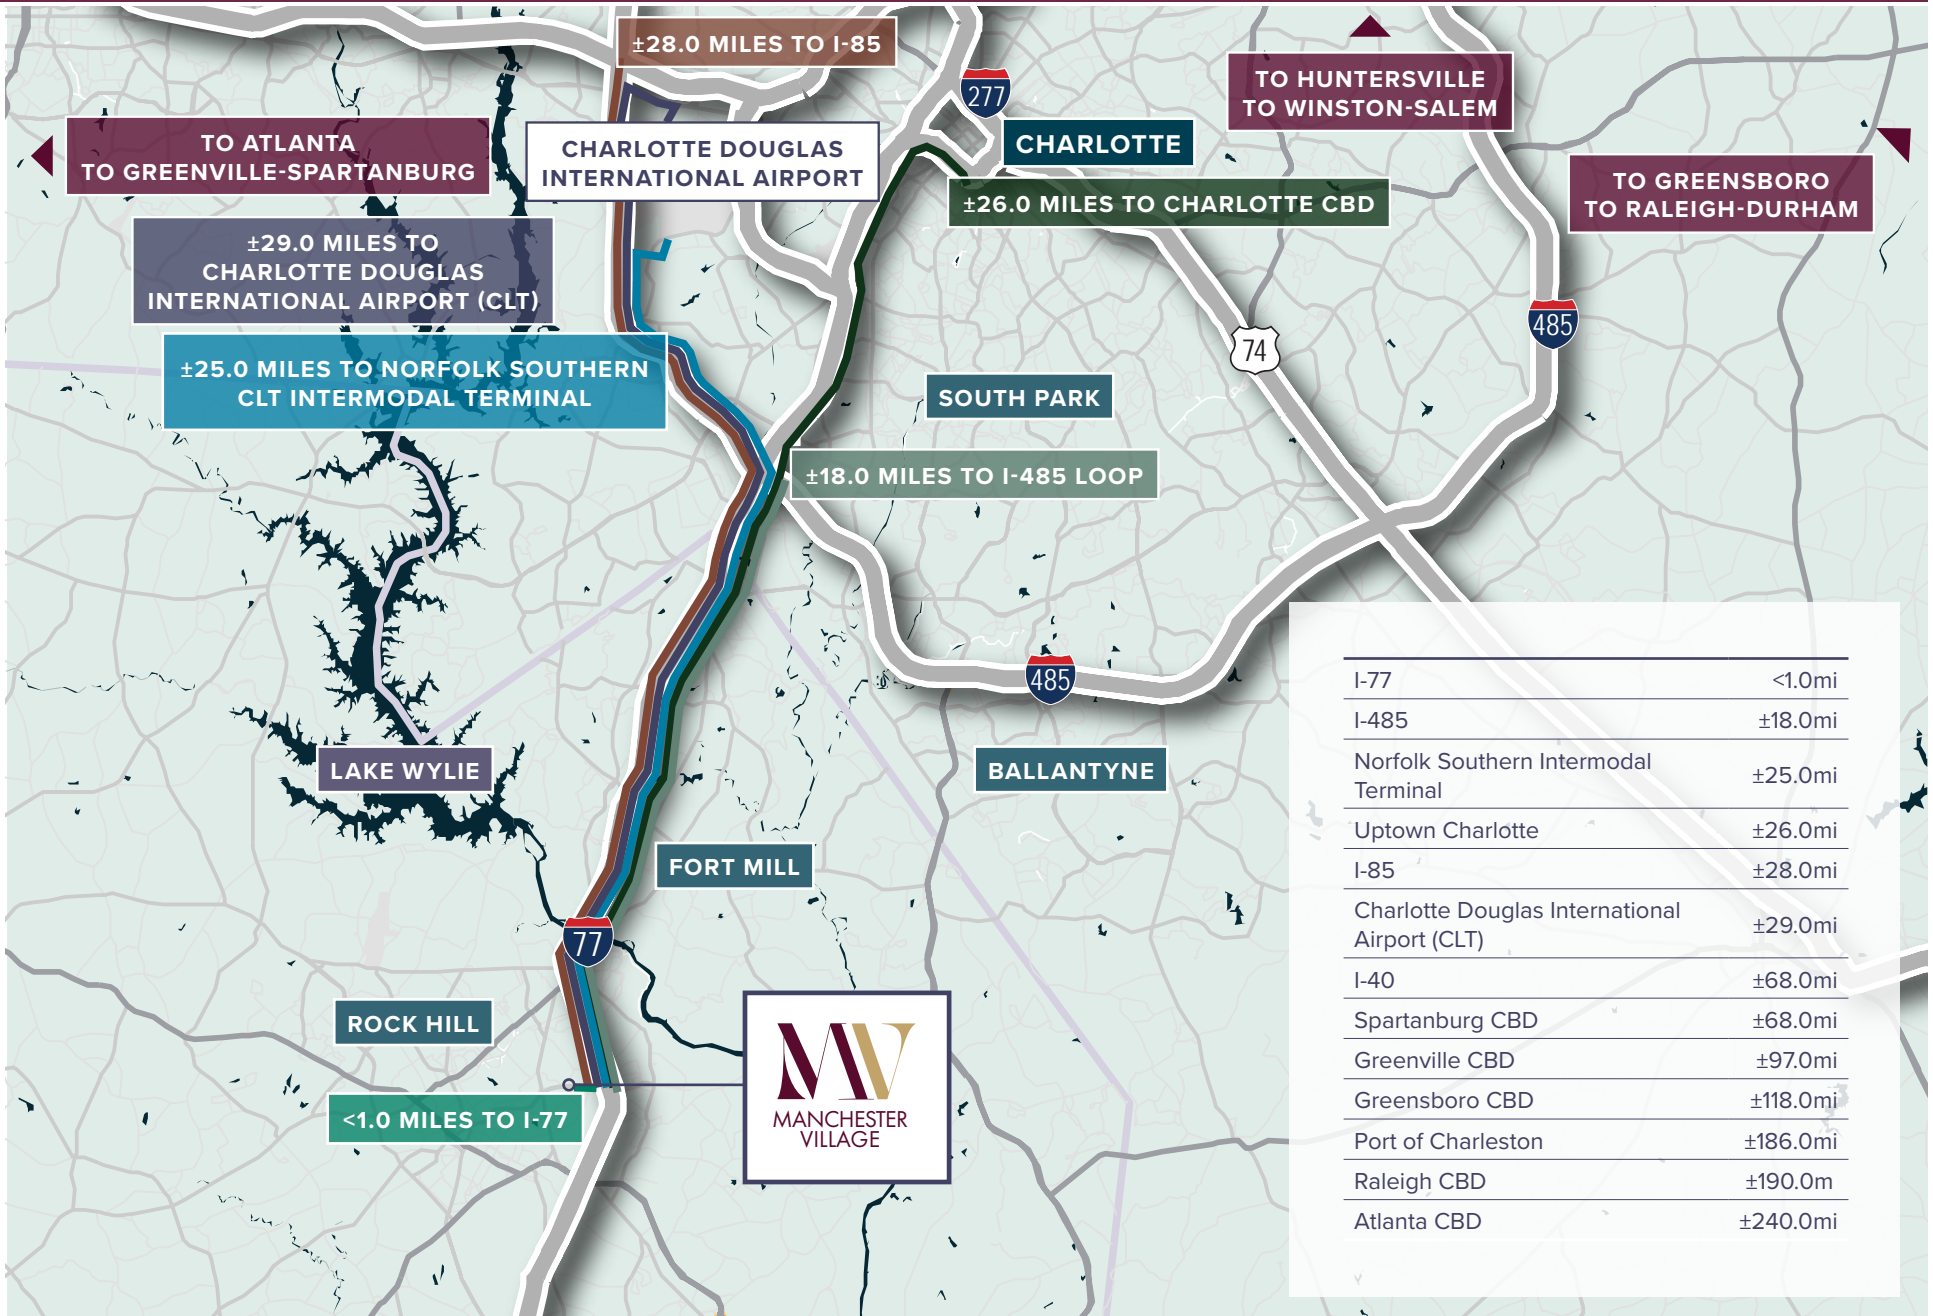 ±28.0 MILES TO I-85
277
TO HUNTERSVILLE
TO WINSTON-SALEM
TO ATLANTA
TO GREENVILLE-SPARTANBURG
CHARLOTTE DOUGLAS
INTERNATIONAL AIRPORT
CHARLOTTE
TO GREENSBORO
TO RALEIGH-DURHAM
±26.0 MILES TO CHARLOTTE CBD
±29.0 MILES TO
CHARLOTTE DOUGLAS
INTERNATIONAL AIRPORT (CLT)
485
74
±25.0 MILES TO NORFOLK SOUTHERN
CLT INTERMODAL TERMINAL
SOUTH PARK
±18.0 MILES TO I-485 LOOP
485
LAKE WYLIE
BALLANTYNE
FORT MILL
77
ROCK HILL
<1.0 MILES TO I-77
MV
MANCHESTER
VILLAGE
I-77 <1.0mi
I-485 ±18.0mi
Norfolk Southern Intermodal
Terminal ±25.0mi
Uptown Charlotte ±26.0mi
I-85 ±28.0mi
Charlotte Douglas International
Airport (CLT) ±29.0mi
I-40 ±68.0mi
Spartanburg CBD ±68.0mi
Greenville CBD ±97.0mi
Greensboro CBD ±118.0mi
Port of Charleston ±186.0mi
Raleigh CBD ±190.0m
Atlanta CBD ±240.0mi